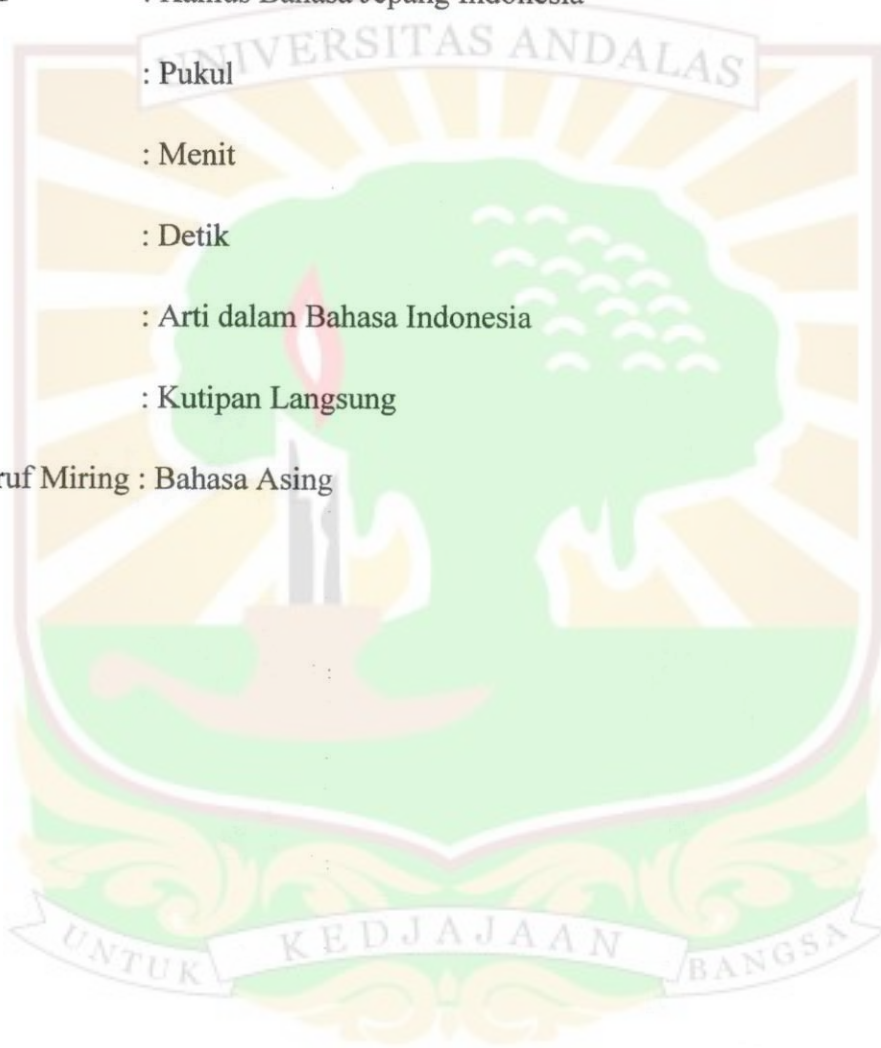 : Kamus Bahasa Jepang Indonesia
UNIVERSITAS ANDALAS
: Pukul
: Menit
: Detik
: Arti dalam Bahasa Indonesia
: Kutipan Langsung
ruf Miring : Bahasa Asing
UNTUK KEDJAJAAN BANGSA